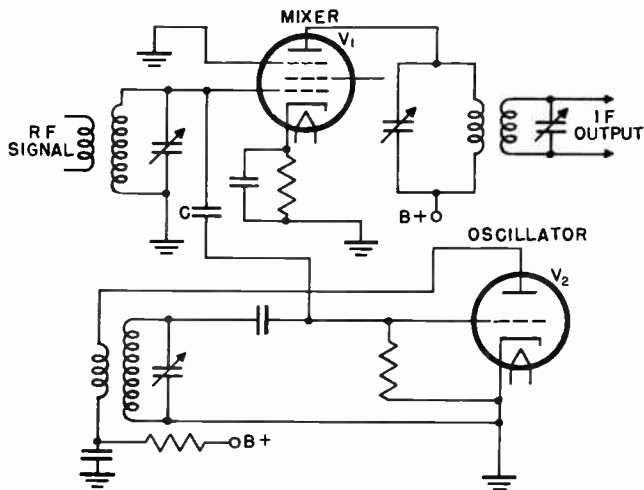 MIXER
V1
RF
SIGNAL
C
IF
OUTPUT
B+
OSCILLATOR
V2
B+